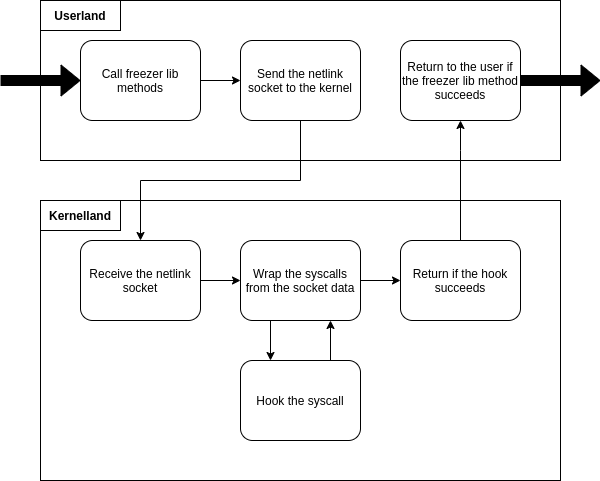 Userland
Call freezer lib
methods
Send the netlink
socket to the kernel
Return to the user if
the freezer lib method
succeeds
Kernelland
Receive the netlink
socket
Wrap the syscalls
from the socket data
Return if the hook
succeeds
Hook the syscall